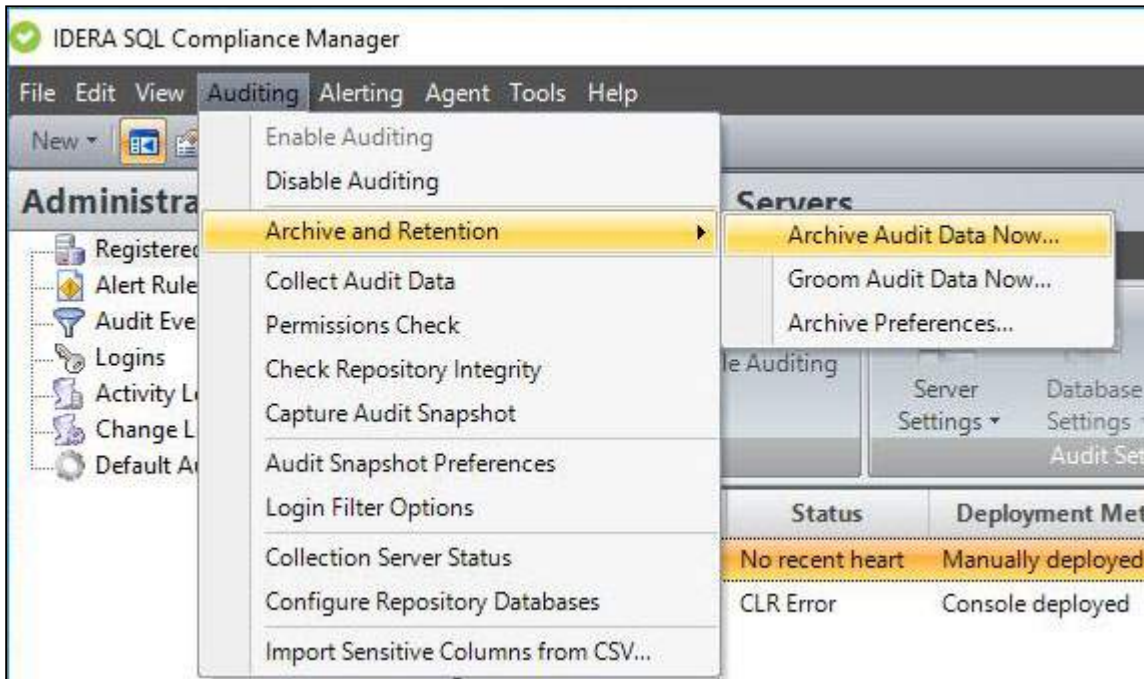 IDERA SQL Compliance Manager
File Edit View Auditing Alerting Agent Tools Help
New
Enable Auditing
Disable Auditing
Archive and Retention
Collect Audit Data
Permissions Check
Check Repository Integrity
Capture Audit Snapshot
Audit Snapshot Preferences
Login Filter Options
Collection Server Status
Configure Repository Databases
Import Sensitive Columns from CSV...
Archive Audit Data Now...
Groom Audit Data Now...
Archive Preferences...
Administra
Registered
Alert Rule
Audit Eve
Logins
Activity L
Change L
Default A
Servers
le Auditing
Server
Settings
Database
Settings
Audit Set
Status Deployment Met
No recent heart Manually deployed
CLR Error Console deployed